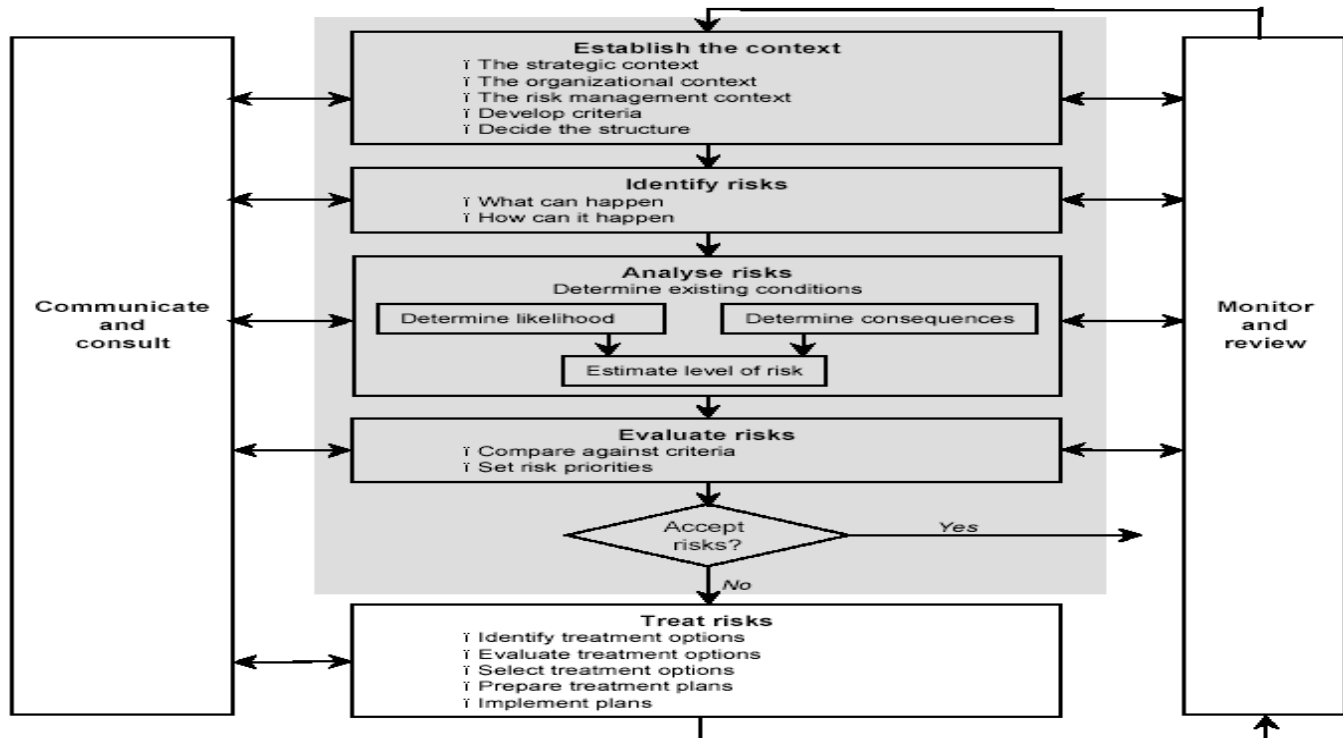 Establish the context
ï The strategic context
ï The organizational context
ï The risk management context
ï Develop criteria
ï Decide the structure
Identify risks
ï What can happen
ï How can it happen
Analyse risks
Determine existing conditions
Determine likelihood
Determine consequences
Estimate level of risk
Evaluate risks
ï Compare against criteria
ï Set risk priorities
Accept
risks?
Yes
No
Treat risks
ï Identify treatment options
ï Evaluate treatment options
ï Select treatment options
ï Prepare treatment plans
ï Implement plans
Communicate
and
consult
Monitor
and
review